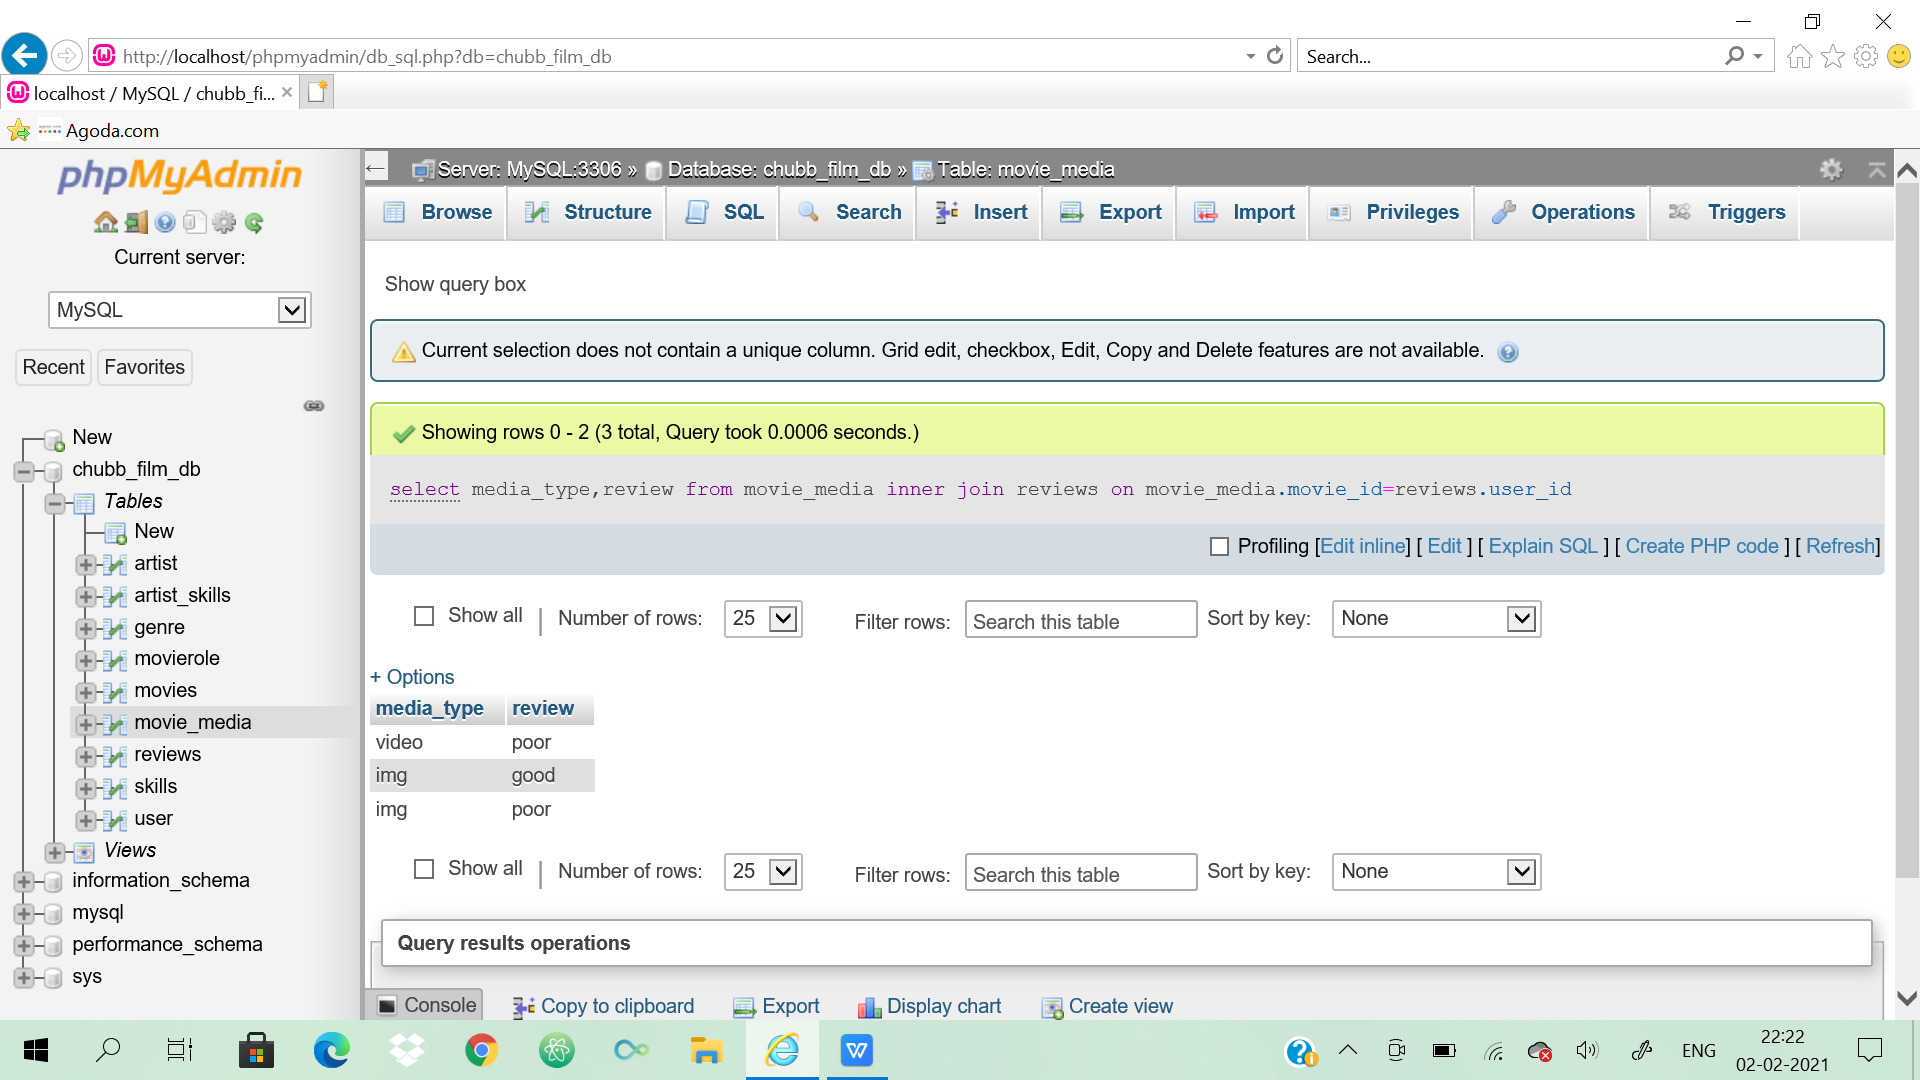 http://localhost/phpmyadmin/db_sql.php?db=chubb_film_db
Search...
localhost / MySQL / chubb_fi...
Agoda.com
phpMyAdmin
Current server:
MySQL
Recent
Favorites
New
chubb_film_db
Tables
New
artist
artist_skills
genre
movierole
movies
movie_media
reviews
skills
user
Views
information_schema
mysql
performance_schema
sys
Server: MySQL:3306 » Database: chubb_film_db » Table: movie_media
Browse Structure SQL Search Insert Export Import Privileges Operations Triggers
Show query box
Current selection does not contain a unique column. Grid edit, checkbox, Edit, Copy and Delete features are not available.
Showing rows 0 - 2 (3 total, Query took 0.0006 seconds.)
select media_type,review from movie_media inner join reviews on movie_media.movie_id=reviews.user_id
Profiling [Edit inline] [ Edit ] [ Explain SQL ] [ Create PHP code ] [ Refresh]
Show all | Number of rows: 25 Filter rows: Search this table Sort by key: None
+ Options
media_type review
video poor
img good
img poor
Show all | Number of rows: 25 Filter rows: Search this table Sort by key: None
Query results operations
Console Copy to clipboard Export Display chart Create view
W
ENG
22:22
02-02-2021